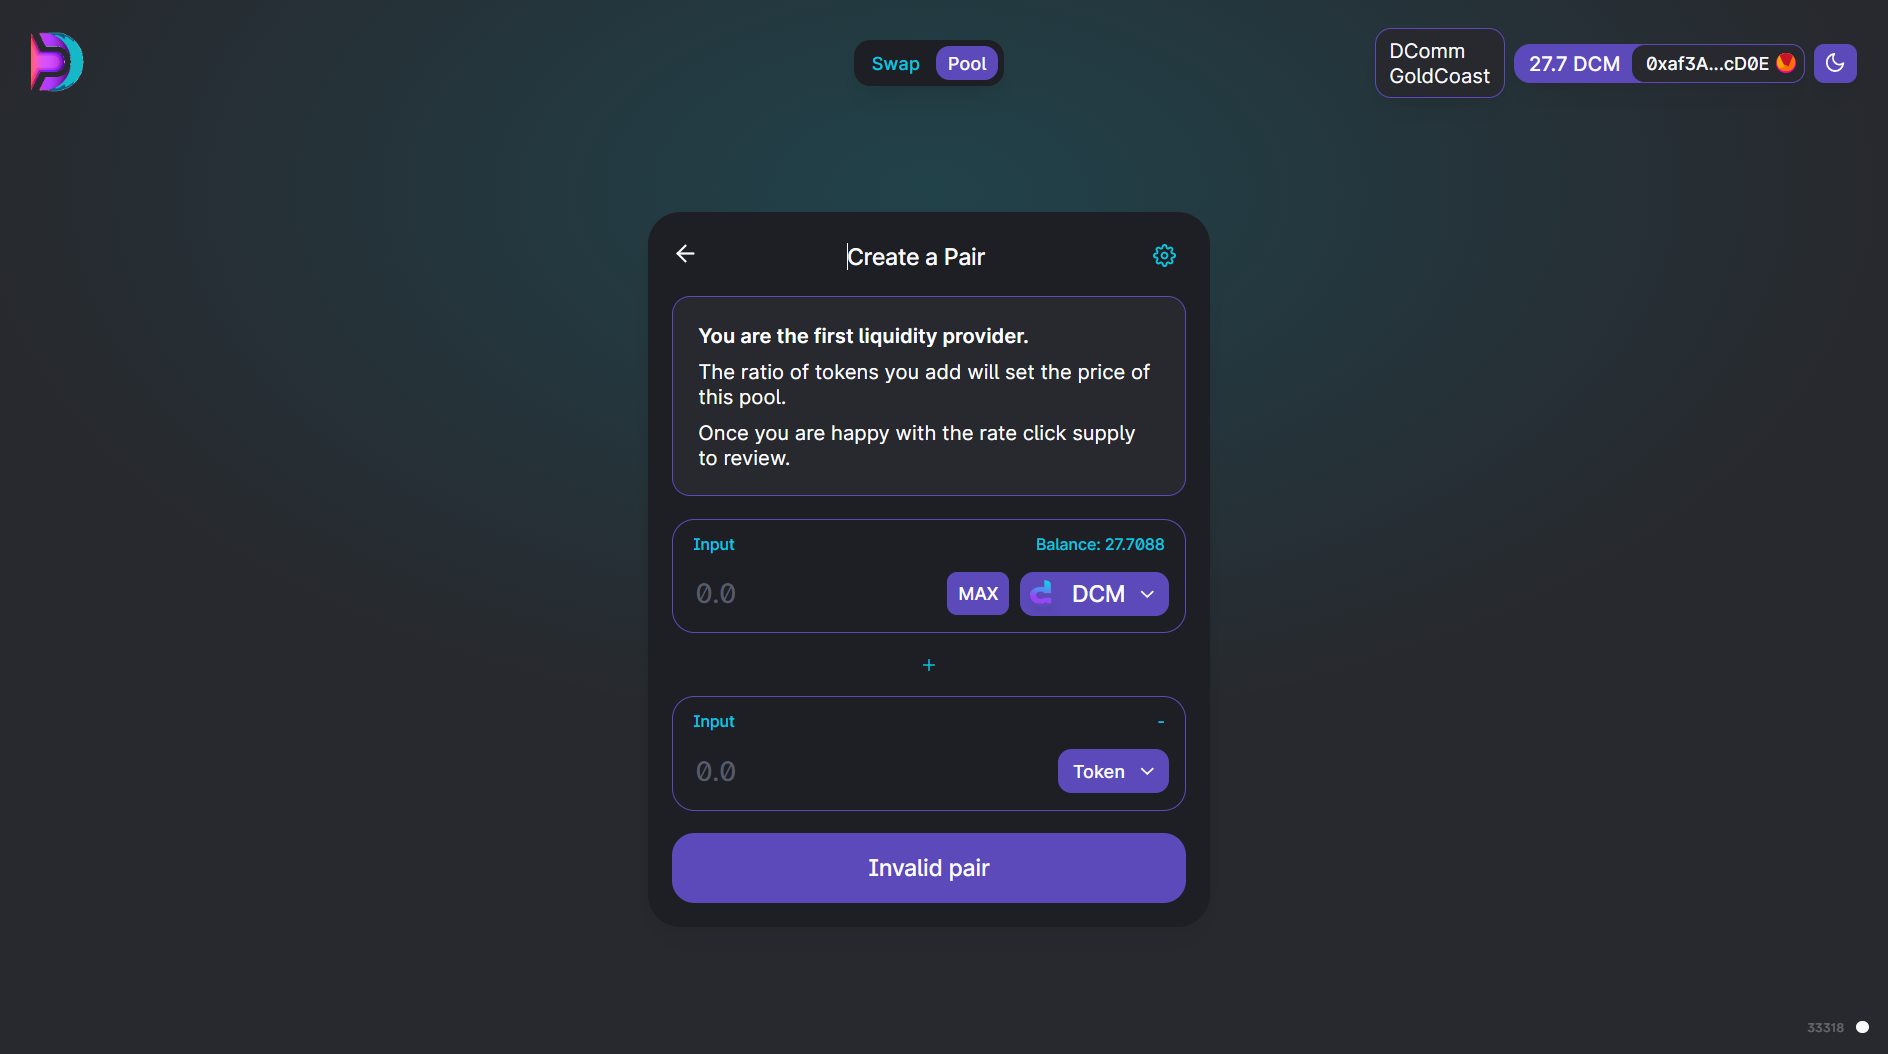 Swap
Pool
DComm
GoldCoast
27.7 DCM
0xaf3A...cD0E
Create a Pair
You are the first liquidity provider.
The ratio of tokens you add will set the price of
this pool.
Once you are happy with the rate click supply
to review.
Input
Balance: 27.7088
0.0
MAX
DCM
+
Input
-
0.0
Token
Invalid pair
33318